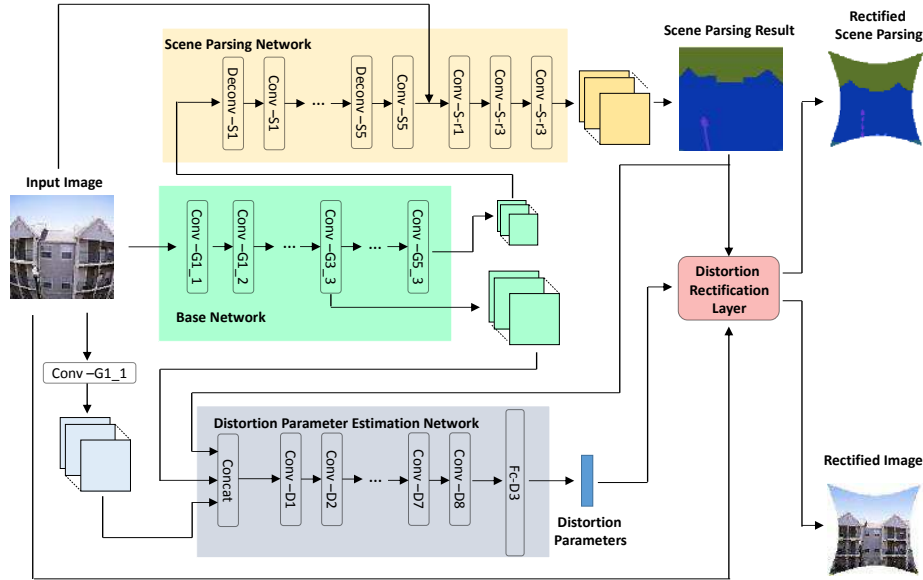 Scene Parsing Network
Deconv –S1
Conv –S1
...
Deconv –S5
Conv –S5
Conv –S-r1
Conv –S-r3
Conv –S-r3
Scene Parsing Result
Rectified
Scene Parsing
Input Image
Conv –G1_1
Conv –G1_2
...
Conv –G3_3
...
Conv –G5_3
Base Network
Distortion
Rectification
Layer
Conv –G1_1
Distortion Parameter Estimation Network
Concat
Conv –D1
Conv –D2
...
Conv –D7
Conv –D8
Fc-D3
Distortion
Parameters
Rectified Image